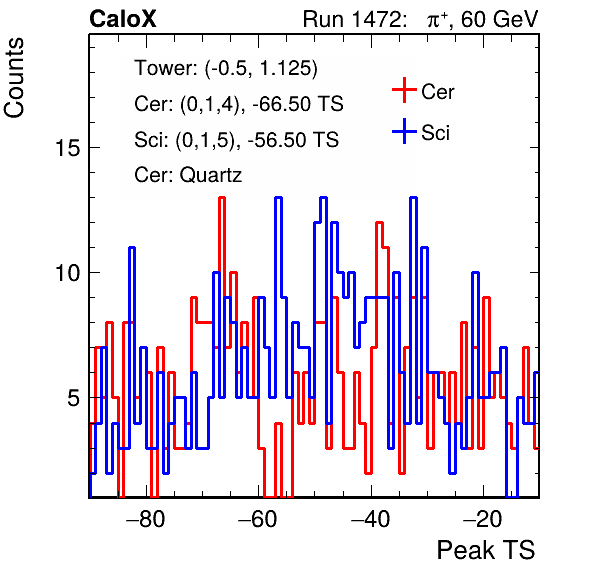 CaloX Run 1472: π⁺, 60 GeV
Tower: (-0.5, 1.125)
Cer: (0,1,4), -66.50 TS
Sci: (0,1,5), -56.50 TS
Cer: Quartz
Cer
Sci
Counts
15
10
5
−80 −60 −40 −20
Peak TS